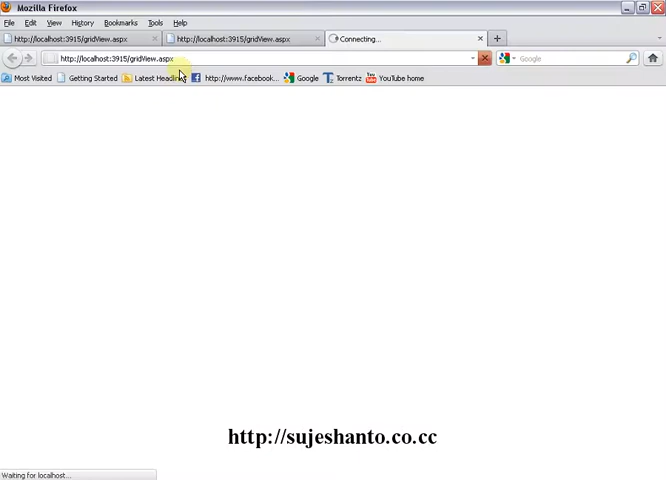 Mozilla Firefox
File Edit View History Bookmarks Tools Help
http://localhost:3915/gridView.aspx http://localhost:3915/gridView.aspx Connecting...
http://localhost:3915/gridView.aspx Google
Most Visited Getting Started Latest Headlines http://www.facebook... Google Torrentz YouTube home
http://sujeshanto.co.cc
Waiting for localhost...